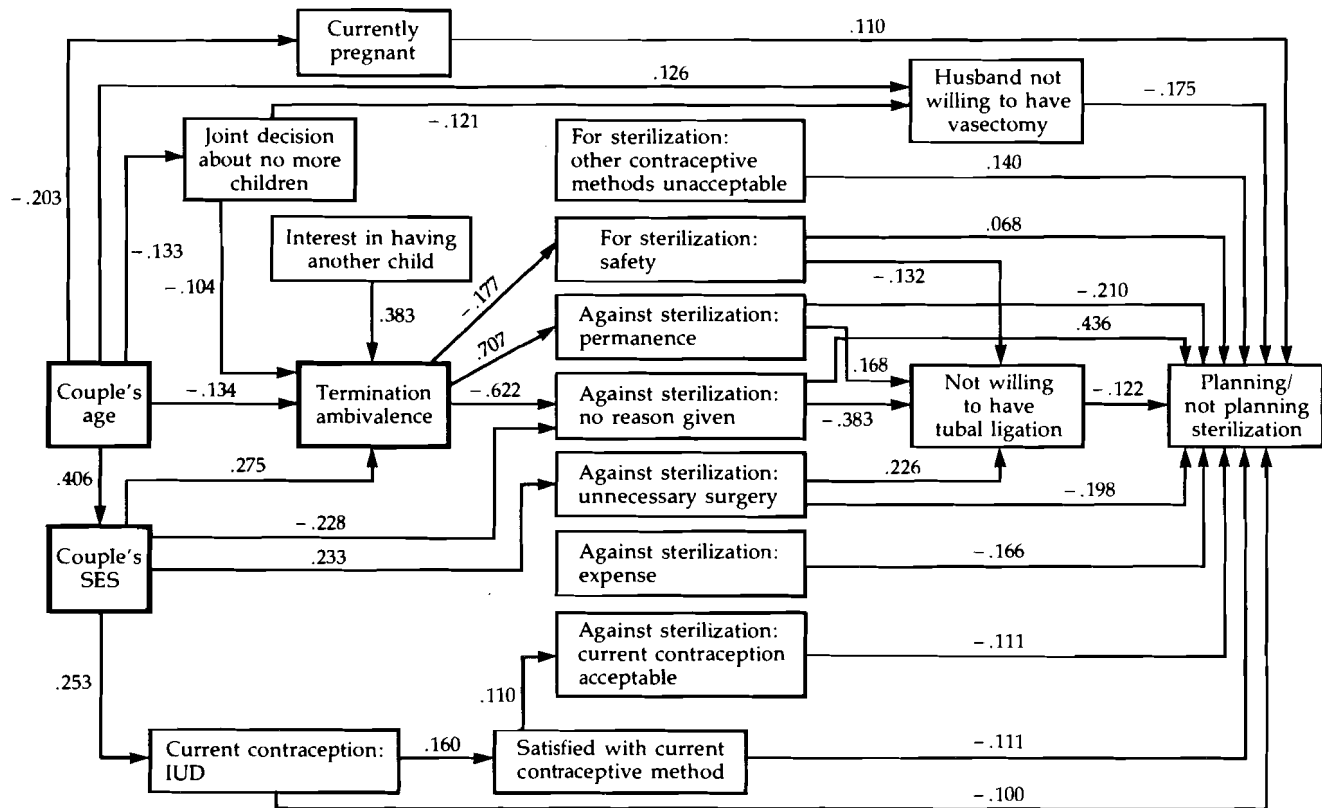 Currently
pregnant
.110
.126
Husband not
willing to have
vasectomy
– .175
Joint decision
about no more
children
– .121
For sterilization:
other contraceptive
methods unacceptable
.140
– .203
– .133
– .104
Interest in having
another child
.383
– .177
For sterilization:
safety
.068
– .132
.707
Against sterilization:
permanence
– .210
.436
.168
Couple's
age
– .134
Termination
ambivalence
– .622
Against sterilization:
no reason given
– .383
Not willing
to have
tubal ligation
– .122
Planning/
not planning
sterilization
.406
.275
Against sterilization:
unnecessary surgery
.226
– .198
Couple's
SES
– .228
.233
Against sterilization:
expense
– .166
Against sterilization:
current contraception
acceptable
– .111
.253
.110
Current contraception:
IUD
.160
Satisfied with current
contraceptive method
– .111
– .100